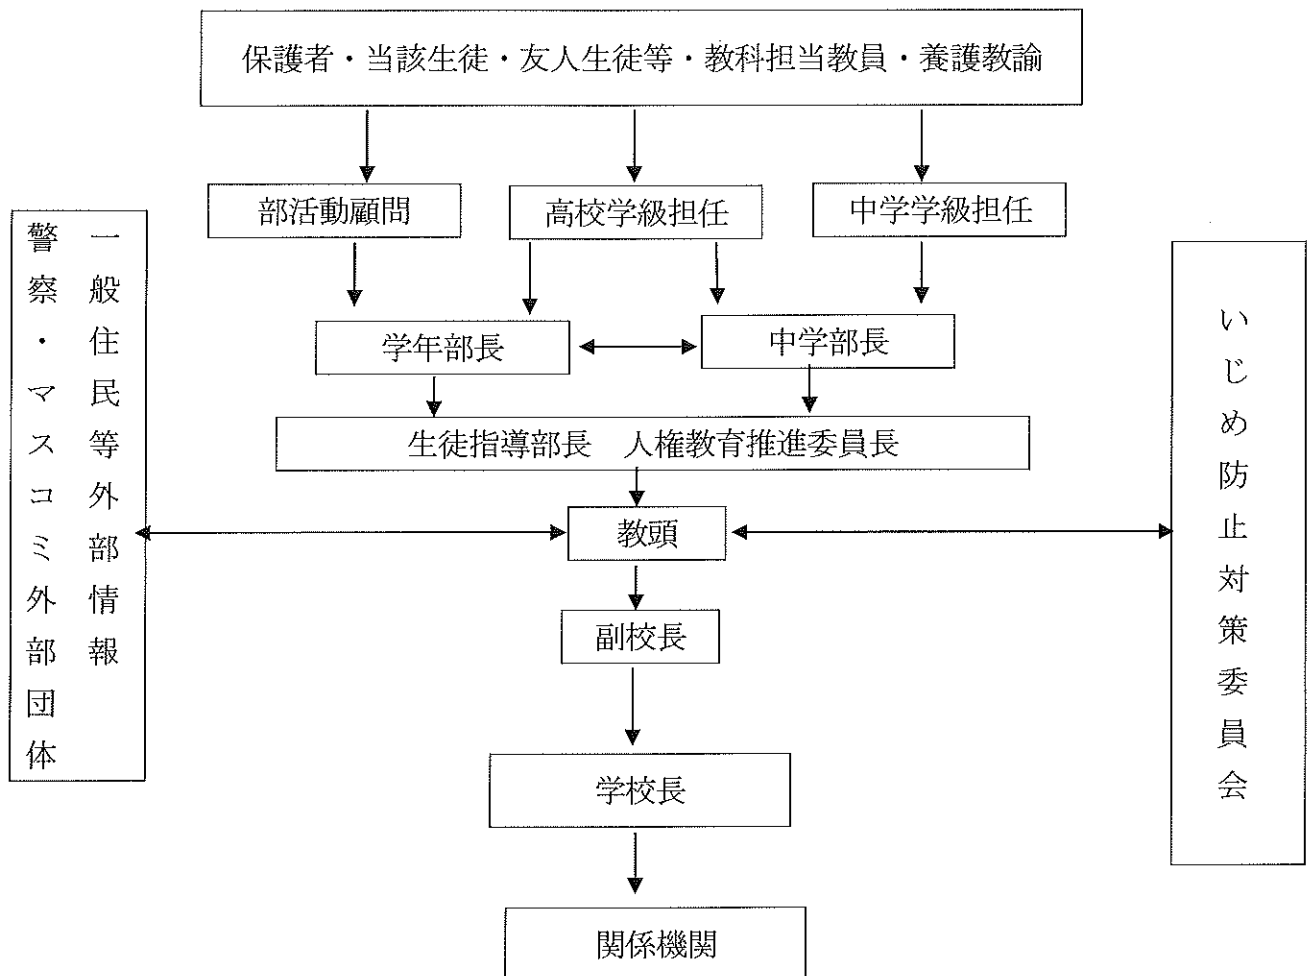 保護者・当該生徒・友人生徒等・教科担当教員・養護教諭
部活動顧問
高校学級担任
中学学級担任
一般住民等外部情報
警察・マスコミ外部団体
学年部長
中学部長
いじめ防止対策委員会
生徒指導部長　人権教育推進委員長
教頭
副校長
学校長
関係機関